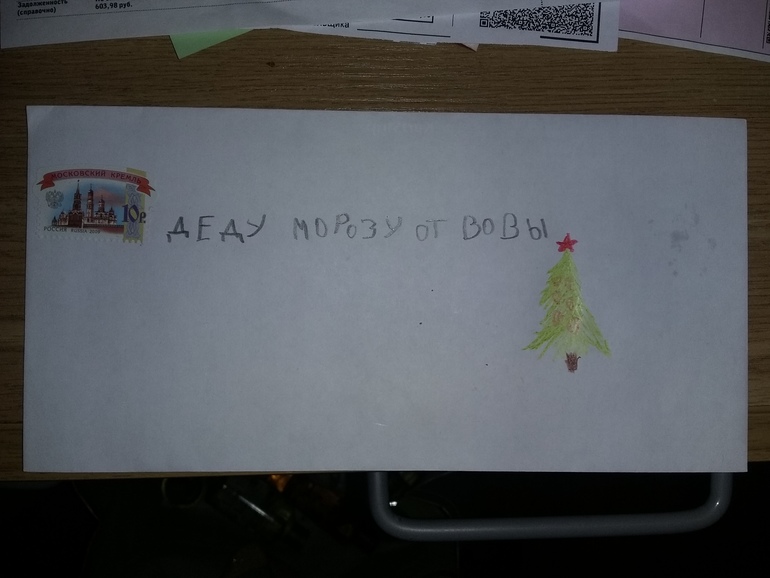 Задолженность
(справочно)
603,98 руб.
МОСКОВСКИЙ КРЕМЛЬ
10р.
РОССИЯ
ДЕДУ МОРОЗУ ОТ ВОВЫ